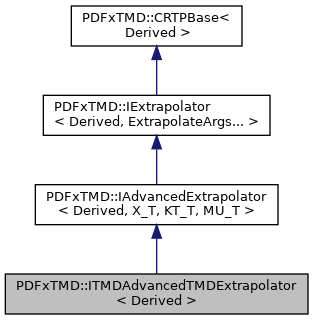 PDFxTMD::CRTPBase<
Derived >
PDFxTMD::IExtrapolator
< Derived, ExtrapolateArgs... >
PDFxTMD::IAdvancedExtrapolator
< Derived, X_T, KT_T, MU_T >
PDFxTMD::ITMDAdvancedTMDExtrapolator
< Derived >